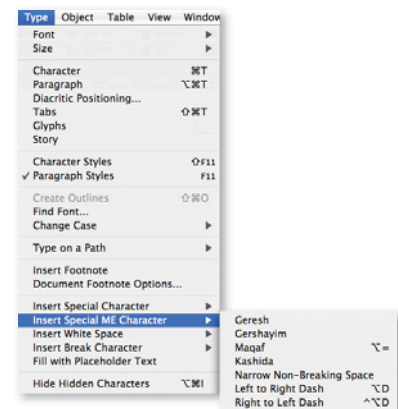 Type Object Table View Window
Font
Size
Character ⌘T
Paragraph ⌥⌘T
Diacritic Positioning...
Tabs ⇧⌘T
Glyphs
Story
Character Styles ⇧F11
✓ Paragraph Styles F11
Create Outlines ⇧⌘O
Find Font...
Change Case
Type on a Path
Insert Footnote
Document Footnote Options...
Insert Special Character
Insert Special ME Character
Insert White Space
Insert Break Character
Fill with Placeholder Text
Hide Hidden Characters ⌥⌘I
Geresh
Gershayim
Maqaf ⌥=
Kashida
Narrow Non-Breaking Space
Left to Right Dash ⌥D
Right to Left Dash ^⌥D